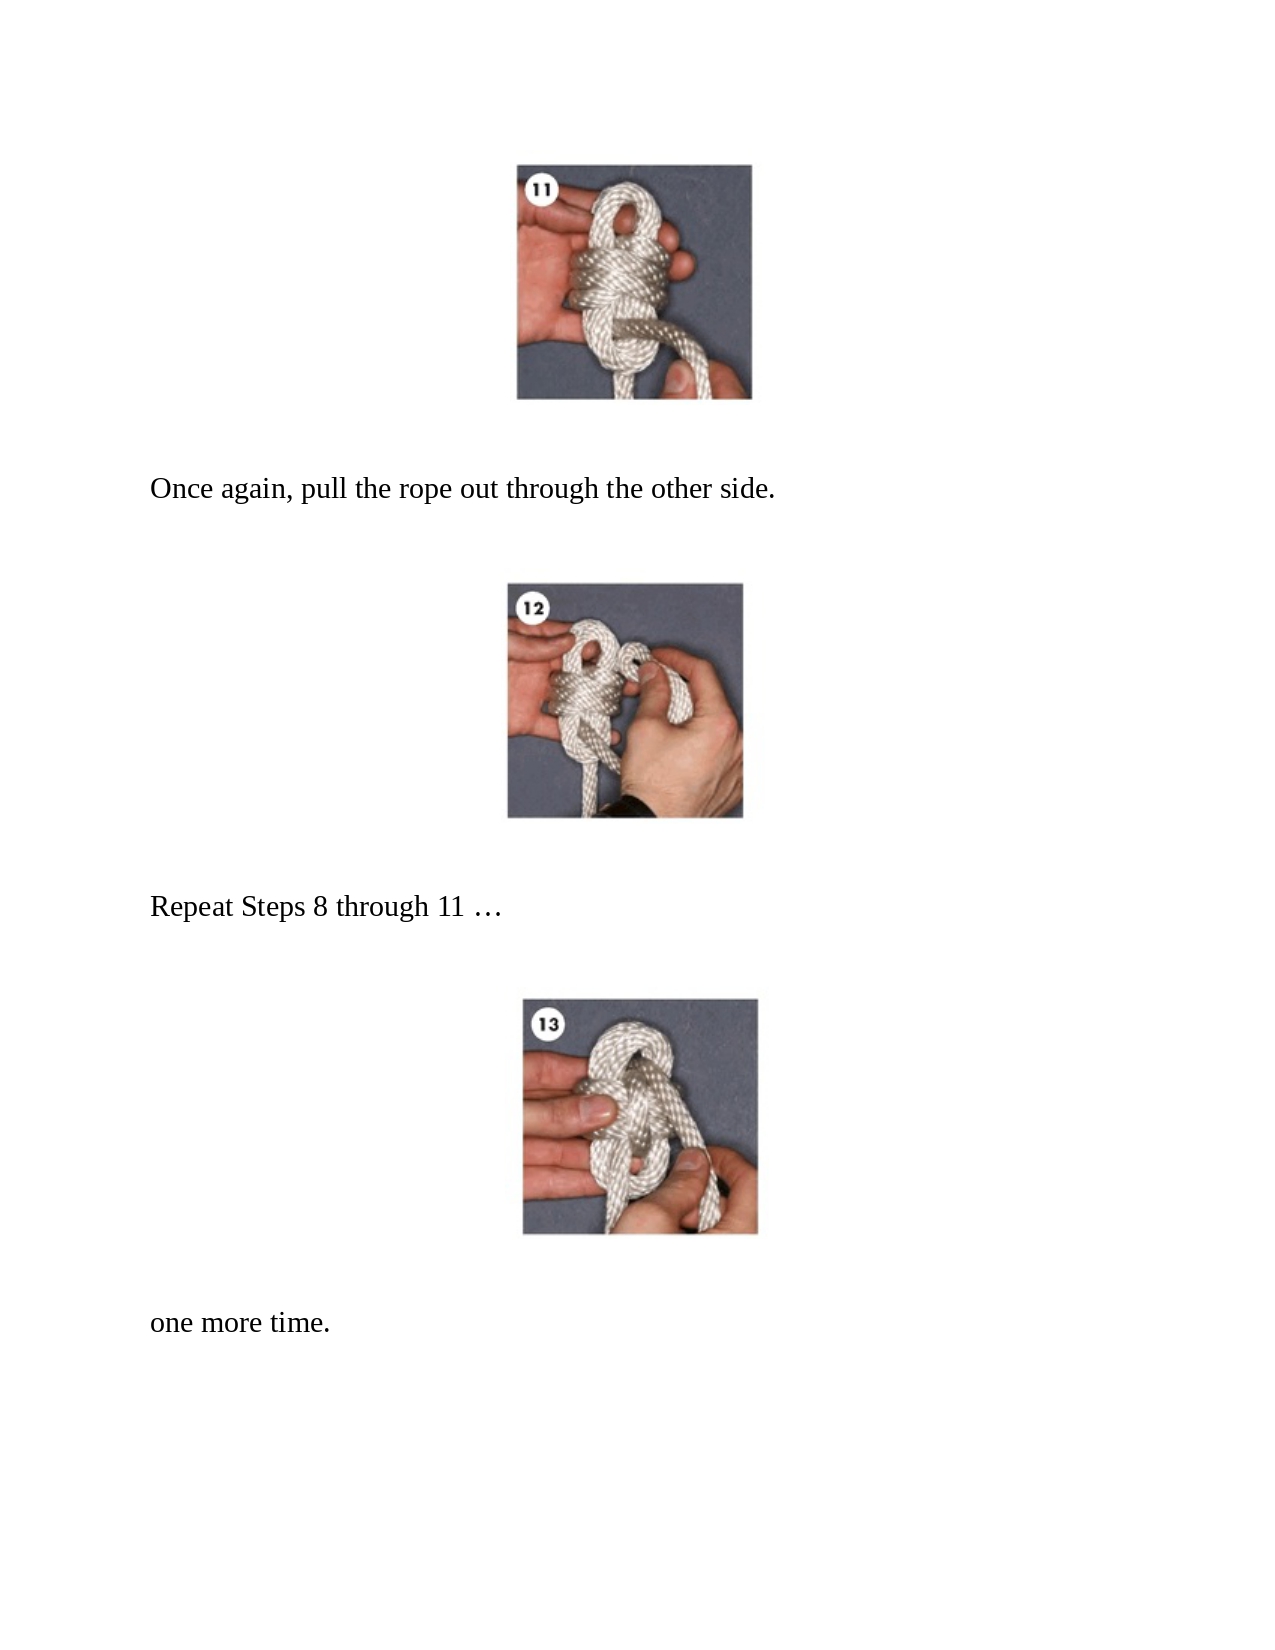 11
Once again, pull the rope out through the other side.
12
Repeat Steps 8 through 11 …
13
one more time.